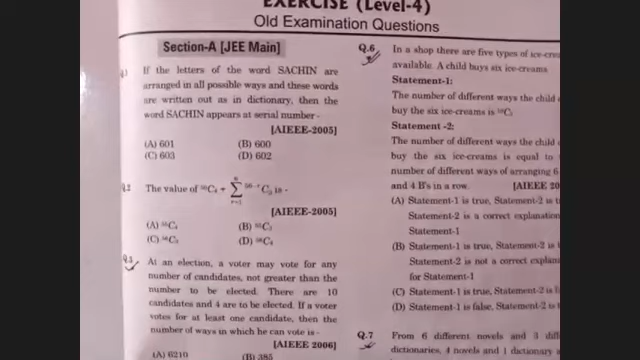 EXERCISE (Level-4)
Old Examination Questions
Section-A [JEE Main]
If the letters of the word SACHIN are
arranged in all possible ways and these words
are written out as in dictionary, then the
word SACHIN appears at serial number -
[AIEEE-2005]
(A) 601 (B) 600
(C) 603 (D) 602
Q.2 The value of
[AIEEE-2005]
(A) (B)
(C) (D)
Q.3 At an election, a voter may vote for any
number of candidates, not greater than the
number to be elected. There are 10
candidates and 4 are to be elected. If a voter
votes for at least one candidate, then the
number of ways in which he can vote is -
[AIEEE 2006]
(A) 6210 (B) 385
Q.6 In a shop there are five types of
available. A child buys six ice-creams
Statement-1:
The number of different ways the child
buy the six ice-creams is
Statement -2:
The number of different ways the child
buy the six ice-creams is equal to
number of different ways of arranging 6
and 4 B's in a row. [AIEEE
(A) Statement-1 is true, Statement-2 is
Statement-2 is a correct
Statement-1
(B) Statement-1 is true, Statement-2 is
Statement-2 is not a correct
for Statement-1
(C) Statement-1 is true, Statement-2 is
(D) Statement-1 is false, Statement-2 is
Q.7 From 6 different novels and 3
dictionaries, 4 novels and 1 dictionary